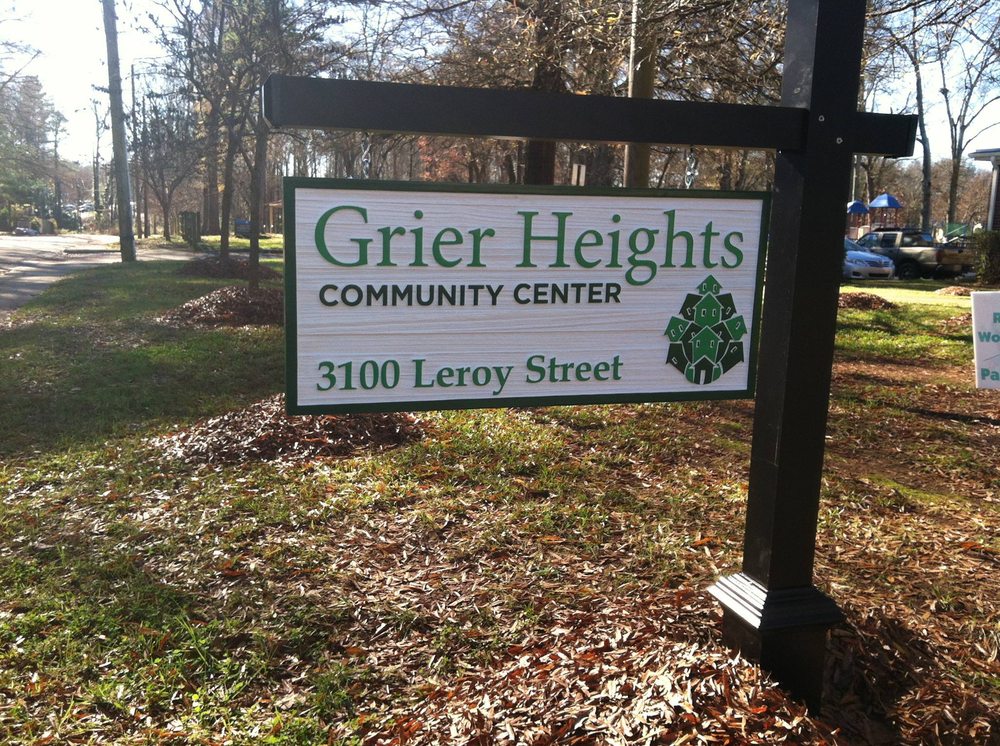 Grier Heights
COMMUNITY CENTER
3100 Leroy Street